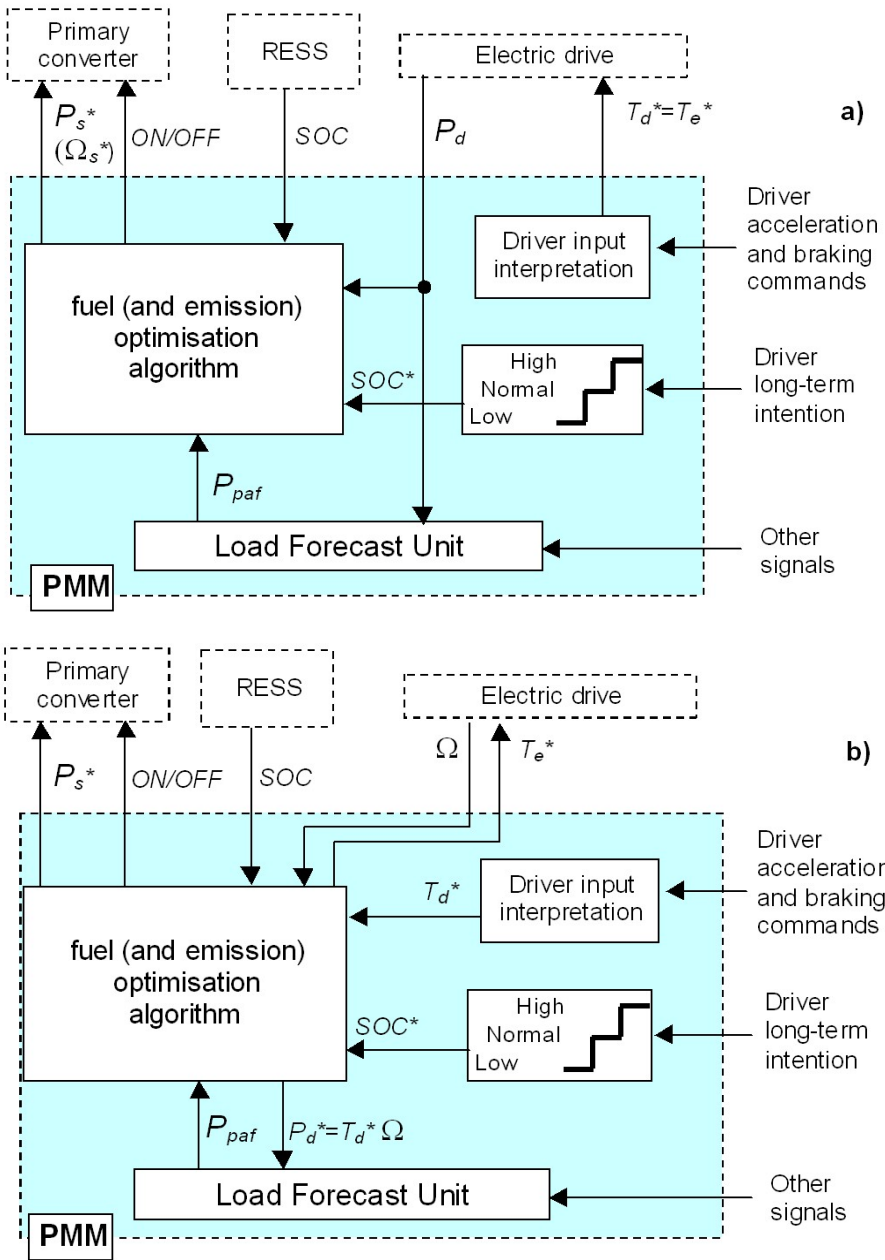 Primary
converter
RESS
Electric drive
Ps*
(Ωs*)
ON/OFF
SOC
Pd
Td*=Te*
a)
Driver input
interpretation
Driver
acceleration
and braking
commands
fuel (and emission)
optimisation
algorithm
SOC*
High
Normal
Low
Driver
long-term
intention
Ppaf
Load Forecast Unit
Other
signals
PMM
Primary
converter
RESS
Electric drive
Ps*
ON/OFF
SOC
Ω
Te*
b)
Driver input
interpretation
Driver
acceleration
and braking
commands
Td*
fuel (and emission)
optimisation
algorithm
SOC*
High
Normal
Low
Driver
long-term
intention
Ppaf
Pd*=Td* Ω
Load Forecast Unit
Other
signals
PMM